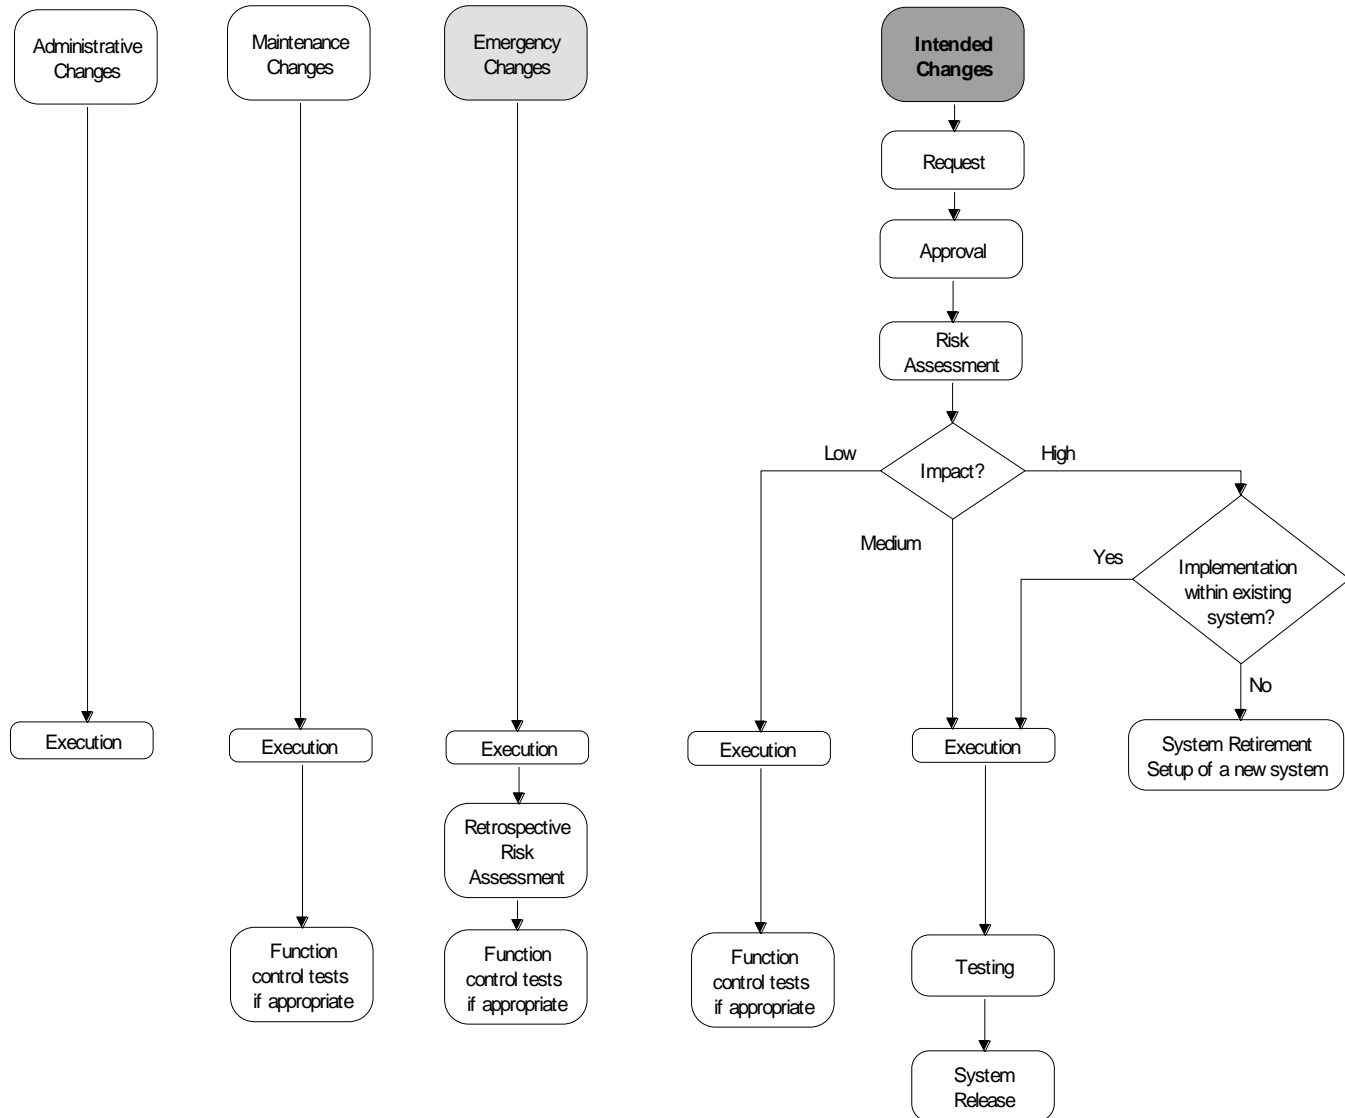 Administrative
Changes
Maintenance
Changes
Emergency
Changes
Intended
Changes
Request
Approval
Risk
Assessment
Low
Impact?
High
Medium
Yes
Implementation
within existing
system?
No
Execution
Execution
Execution
Execution
Execution
System Retirement
Setup of a new system
Retrospective
Risk
Assessment
Function
control tests
if appropriate
Function
control tests
if appropriate
Function
control tests
if appropriate
Testing
System
Release